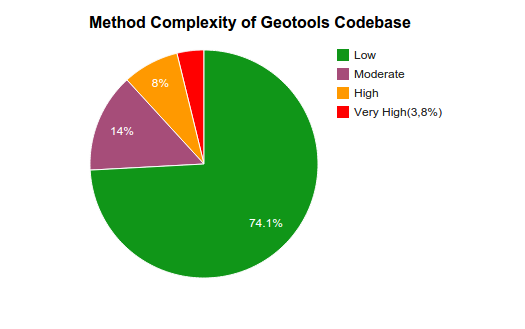 Method Complexity of Geotools Codebase
Low
Moderate
High
Very High(3,8%)
8%
14%
74.1%